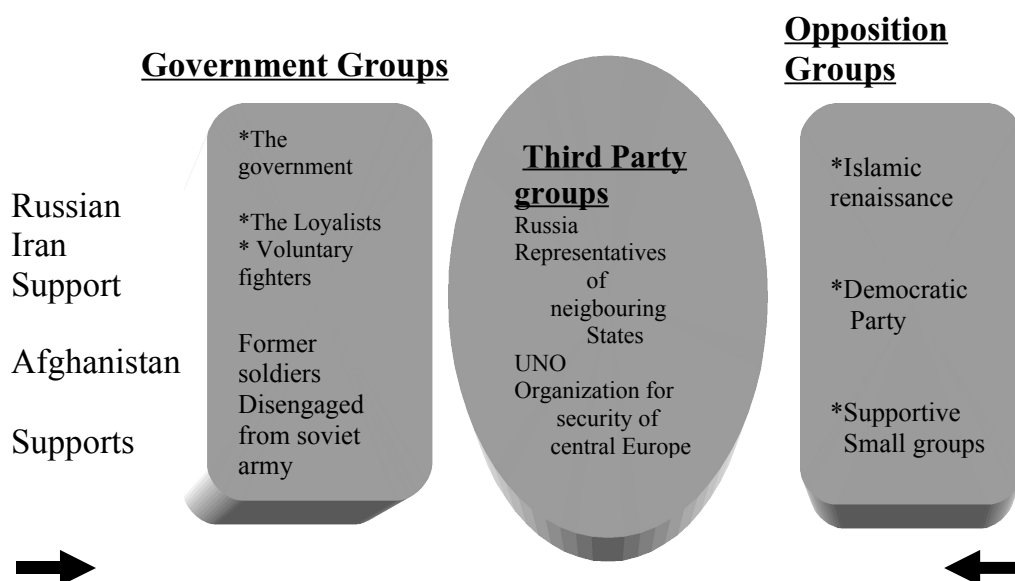 Government Groups
Opposition
Groups
Russian
Iran
Support
Afghanistan
Supports
*The
government
*The Loyalists
* Voluntary
fighters
Former
soldiers
Disengaged
from soviet
army
Third Party
groups
Russia
Representatives
of
neigbouring
States
UNO
Organization for
security of
central Europe
*Islamic
renaissance
*Democratic
Party
*Supportive
Small groups